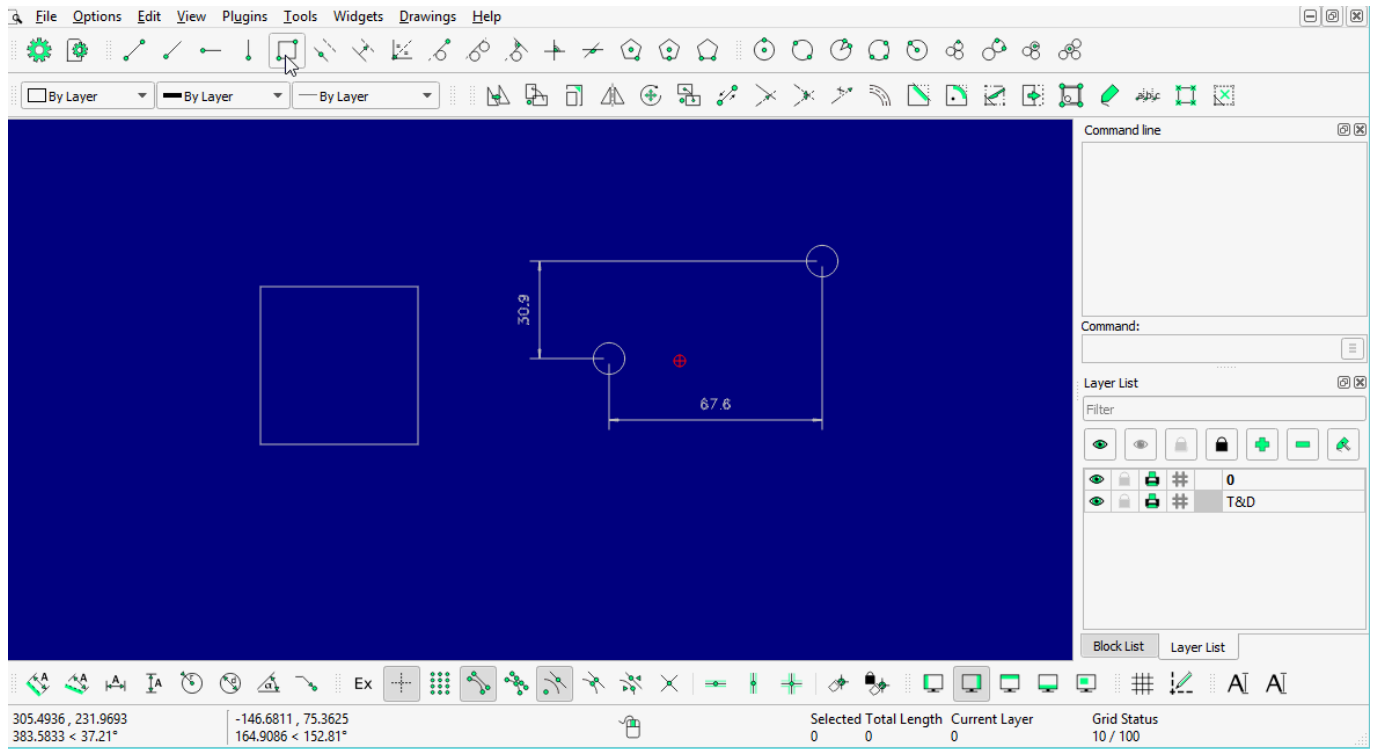 File Options Edit View Plugins Tools Widgets Drawings Help
By Layer By Layer By Layer
Command line
30.9
67.6
Command:
Layer List
Filter
0
T&D
Block List Layer List
Ex
AI AI
305.4936 , 231.9693
383.5833 < 37.21°
-146.6811 , 75.3625
164.9086 < 152.81°
Selected Total Length Current Layer
0 0 0
Grid Status
10 / 100